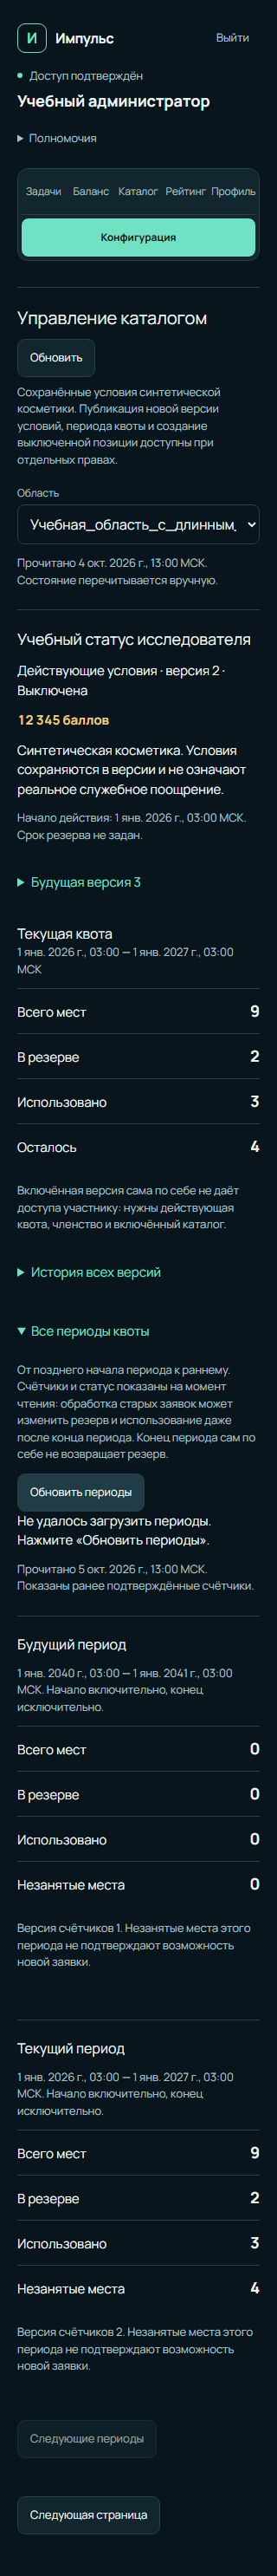 И Импульс Выйти
Доступ подтверждён
Учебный администратор
Полномочия
Задачи Баланс Каталог Рейтинг Профиль
Конфигурация
Управление каталогом
Обновить
Сохранённые условия синтетической
косметики. Публикация новой версии
условий, периода квоты и создание
выключенной позиции доступны при
отдельных правах.
Область
Учебная_область_с_длинным_
Прочитано 4 окт. 2026 г., 13:00 МСК.
Состояние перечитывается вручную.
Учебный статус исследователя
Действующие условия · версия 2 ·
Выключена
12 345 баллов
Синтетическая косметика. Условия
сохраняются в версии и не означают
реальное служебное поощрение.
Начало действия: 1 янв. 2026 г., 03:00 МСК.
Срок резерва не задан.
Будущая версия 3
Текущая квота
1 янв. 2026 г., 03:00 — 1 янв. 2027 г., 03:00
МСК
Всего мест 9
В резерве 2
Использовано 3
Осталось 4
Включённая версия сама по себе не даёт
доступа участнику: нужны действующая
квота, членство и включённый каталог.
История всех версий
Все периоды квоты
От позднего начала периода к раннему.
Счётчики и статус показаны на момент
чтения: обработка старых заявок может
изменить резерв и использование даже
после конца периода. Конец периода сам по
себе не возвращает резерв.
Обновить периоды
Не удалось загрузить периоды.
Нажмите «Обновить периоды».
Прочитано 5 окт. 2026 г., 13:00 МСК.
Показаны ранее подтверждённые счётчики.
Будущий период
1 янв. 2040 г., 03:00 — 1 янв. 2041 г., 03:00
МСК. Начало включительно, конец
исключительно.
Всего мест 0
В резерве 0
Использовано 0
Незанятые места 0
Версия счётчиков 1. Незанятые места этого
периода не подтверждают возможность
новой заявки.
Текущий период
1 янв. 2026 г., 03:00 — 1 янв. 2027 г., 03:00
МСК. Начало включительно, конец
исключительно.
Всего мест 9
В резерве 2
Использовано 3
Незанятые места 4
Версия счётчиков 2. Незанятые места этого
периода не подтверждают возможность
новой заявки.
Следующие периоды
Следующая страница